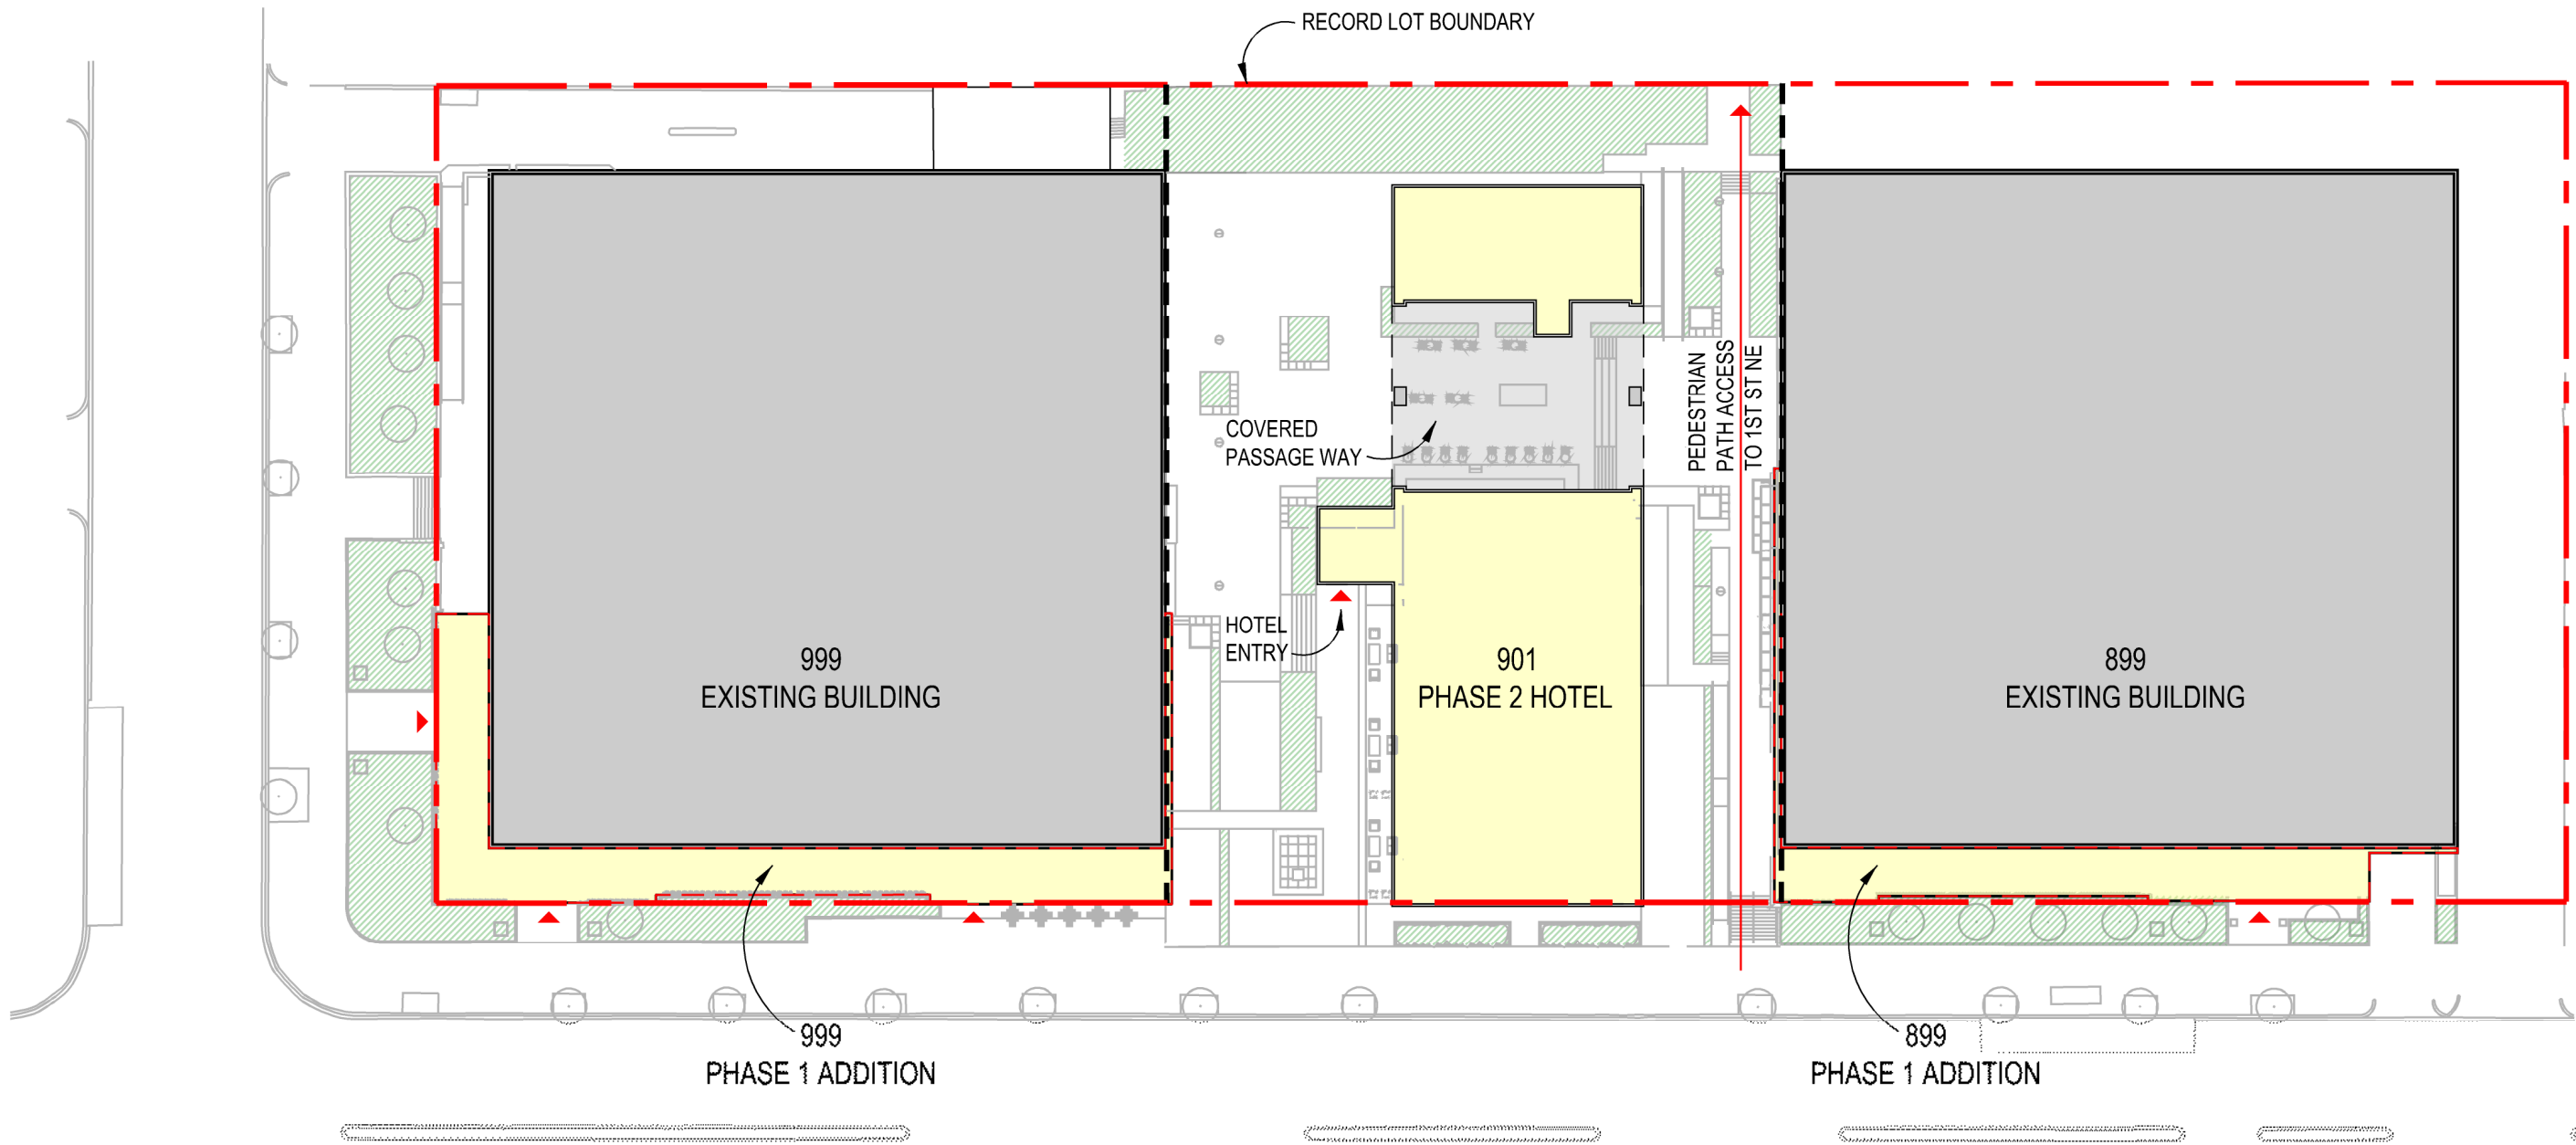 RECORD LOT BOUNDARY
COVERED
PASSAGE WAY
PEDESTRIAN
PATH ACCESS
TO 1ST ST NE
HOTEL
ENTRY
999
EXISTING BUILDING
901
PHASE 2 HOTEL
899
EXISTING BUILDING
999
PHASE 1 ADDITION
899
PHASE 1 ADDITION